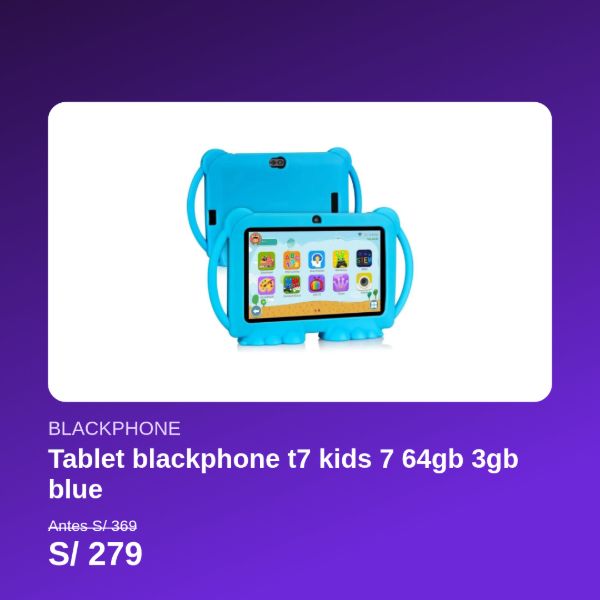 BLACKPHONE
Tablet blackphone t7 kids 7 64gb 3gb
blue
Antes S/ 369
S/ 279